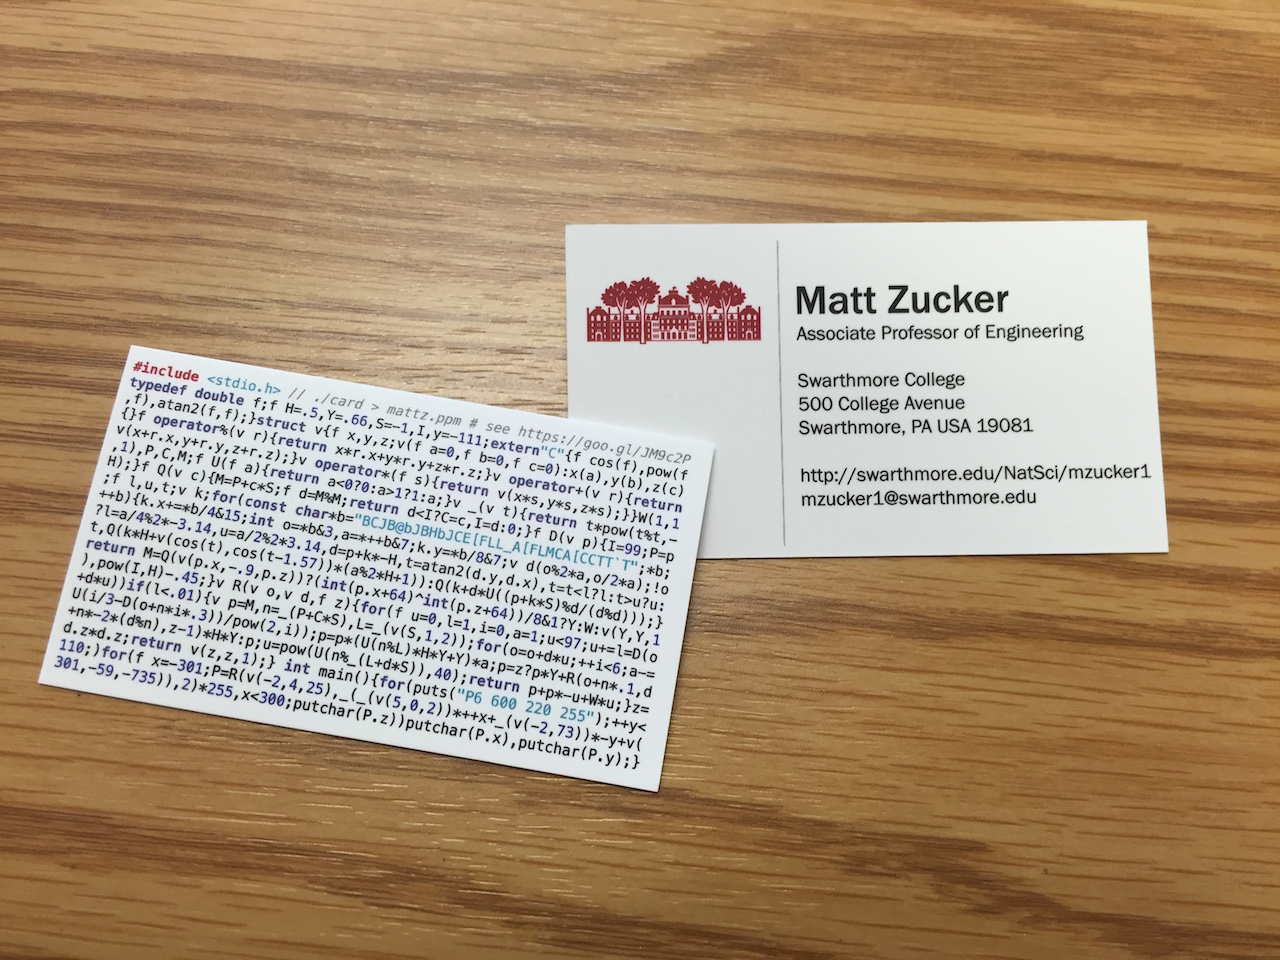 #include <stdio.h> // ./card > mattz.ppm # see https://goo.gl/JM9c2P
typedef double f;f H=.5,Y=.66,S=-1,I,y=-111;extern"C"{f cos(f),pow(f
,f),atan2(f,f);}struct v{f x,y,z;v(f a=0,f b=0,f c=0):x(a),y(b),z(c)
{}f operator%(v r){return x*r.x+y*r.y+z*r.z;}v operator+(v r){return
v(x+r.x,y+r.y,z+r.z);}v operator*(f s){return v(x*s,y*s,z*s);}}W(1,1
,1),P,C,M;f U(f a){return a<0?0:a>1?1:a;}v _(v t){return t*pow(t%t,-
H);}f Q(v c){M=P+c*S;f d=M%M;return d<I?C=c,I=d:0;}f D(v p){I=99;P=p
;f l,u,t;v k;for(const char*b="BCJB@bJBHbJCE[FLL_A[FLMCA[CCTT`T";*b;
++b){k.x+=*b/4&15;int o=*b&3,a=*++b&7;k.y=*b/8&7;v d(o%2*a,o/2*a);!o
?l=a/4%2*-3.14,u=a/2%2*3.14,d=p+k*-H,t=atan2(d.y,d.x),t=t<l?l:t>u?u:
t,Q(k*H+v(cos(t),cos(t-1.57))*(a%2*H+1)):Q(k+d*U((p+k*S)%d/(d%d)));}
return M=Q(v(p.x,-.9,p.z))?(int(p.x+64)^int(p.z+64))/8&1?Y:W:v(Y,Y,1
),pow(I,H)-.45;}v R(v o,v d,f z){for(f u=0,l=1,i=0,a=1;u<97;u+=l=D(o
+d*u))if(l<.01){v p=M,n=_(P+C*S),L=_(v(S,1,2));for(o=o+d*u;++i<6;a-=
U(i/3-D(o+n*i*.3))/pow(2,i));p=p*(U(n%L)*H*Y+Y)*a;p=z?p*Y+R(o+n*.1,d
+n*-2*(d%n),z-1)*H*Y:p;u=pow(U(n%_(L+d*S)),40);return p+p*-u+W*u;}z=
d.z*d.z;return v(z,z,1);} int main(){for(puts("P6 600 220 255");++y<
110;)for(f x=-301;P=R(v(-2,4,25),_(_(v(5,0,2))*++x+_(v(-2,73))*-y+v(
301,-59,-735)),2)*255,x<300;putchar(P.z))putchar(P.x),putchar(P.y);}
Matt Zucker
Associate Professor of Engineering
Swarthmore College
500 College Avenue
Swarthmore, PA USA 19081
http://swarthmore.edu/NatSci/mzucker1
mzucker1@swarthmore.edu